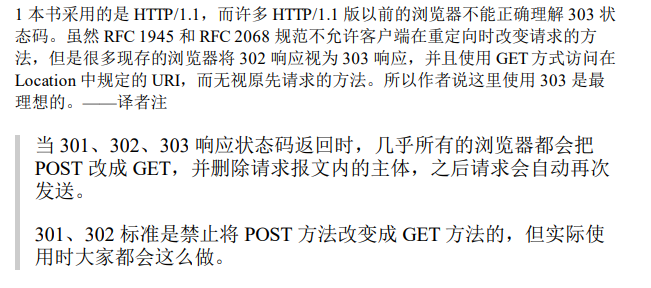 1 本书采用的是 HTTP/1.1，而许多 HTTP/1.1 版以前的浏览器不能正确理解 303 状
态码。虽然 RFC 1945 和 RFC 2068 规范不允许客户端在重定向时改变请求的方
法，但是很多现存的浏览器将 302 响应视为 303 响应，并且使用 GET 方式访问在
Location 中规定的 URI，而无视原先请求的方法。所以作者说这里使用 303 是最
理想的。——译者注
当 301、302、303 响应状态码返回时，几乎所有的浏览器都会把
POST 改成 GET，并删除请求报文内的主体，之后请求会自动再次
发送。
301、302 标准是禁止将 POST 方法改变成 GET 方法的，但实际使
用时大家都会这么做。